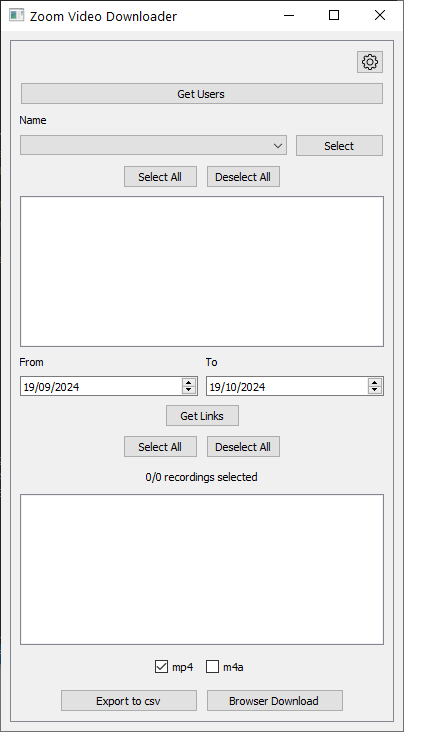 Zoom Video Downloader
Get Users
Name
Select
Select All Deselect All
From To
19/09/2024 19/10/2024
Get Links
Select All Deselect All
0/0 recordings selected
mp4 m4a
Export to csv Browser Download